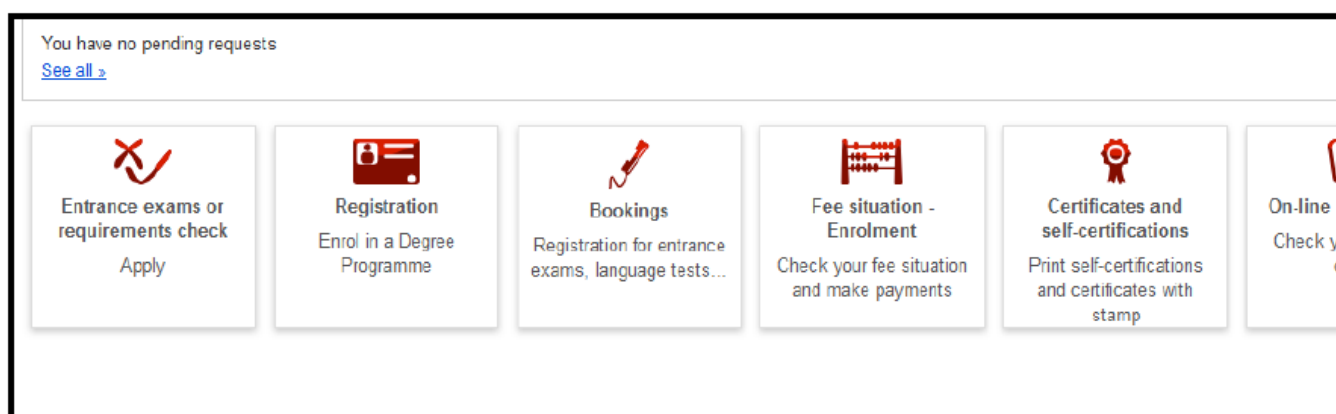 You have no pending requests
See all »
Entrance exams or
requirements check
Apply
Registration
Enrol in a Degree
Programme
Bookings
Registration for entrance
exams, language tests...
Fee situation -
Enrolment
Check your fee situation
and make payments
Certificates and
self-certifications
Print self-certifications
and certificates with
stamp
On-line
Check